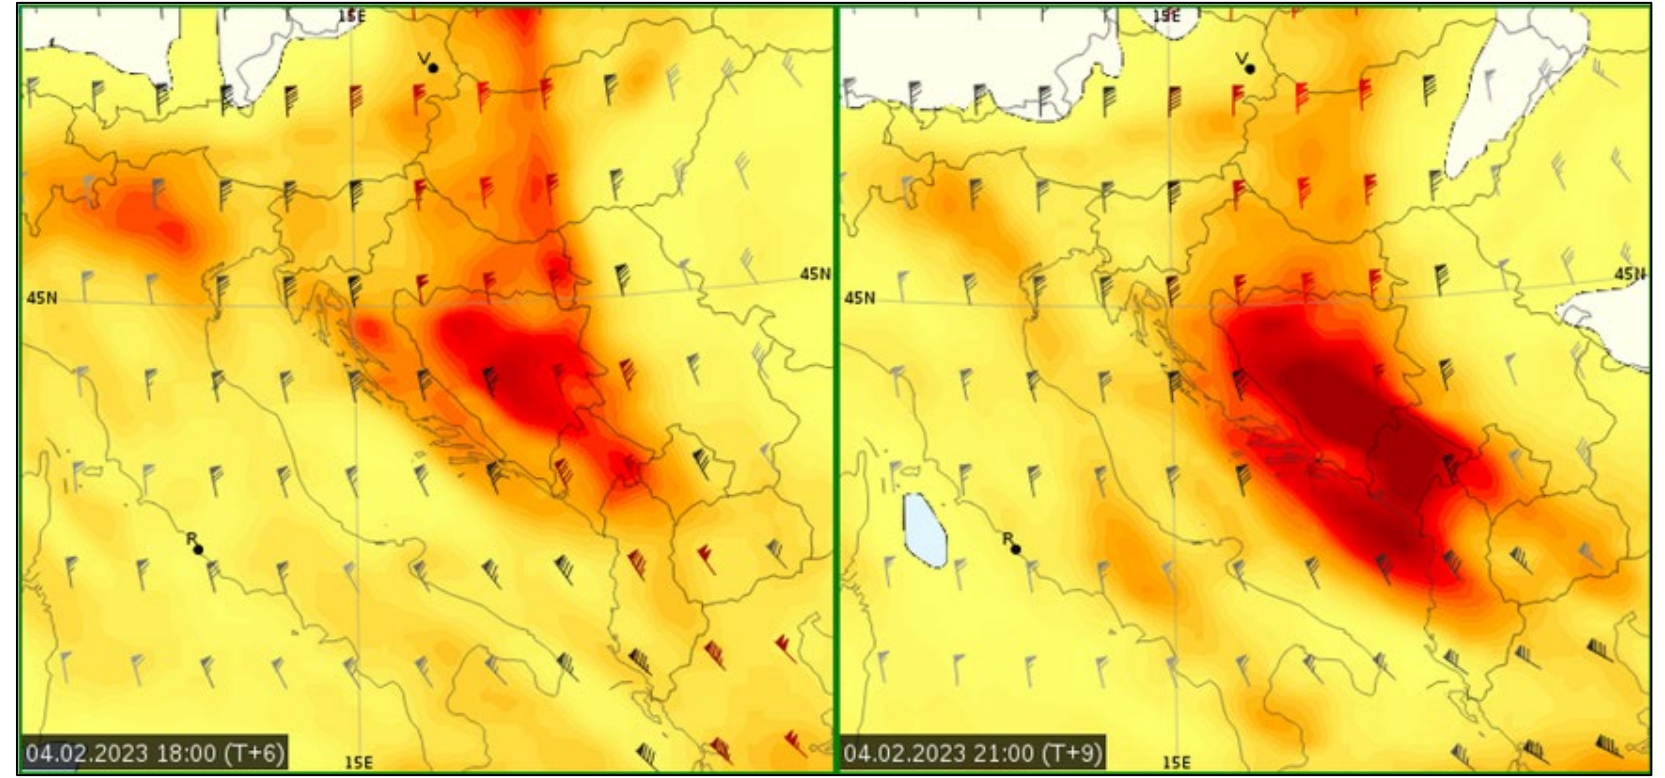 15E
V
45N
45N
R
04.02.2023 18:00 (T+6)
15E
15E
V
45N
45N
R
04.02.2023 21:00 (T+9)
15E